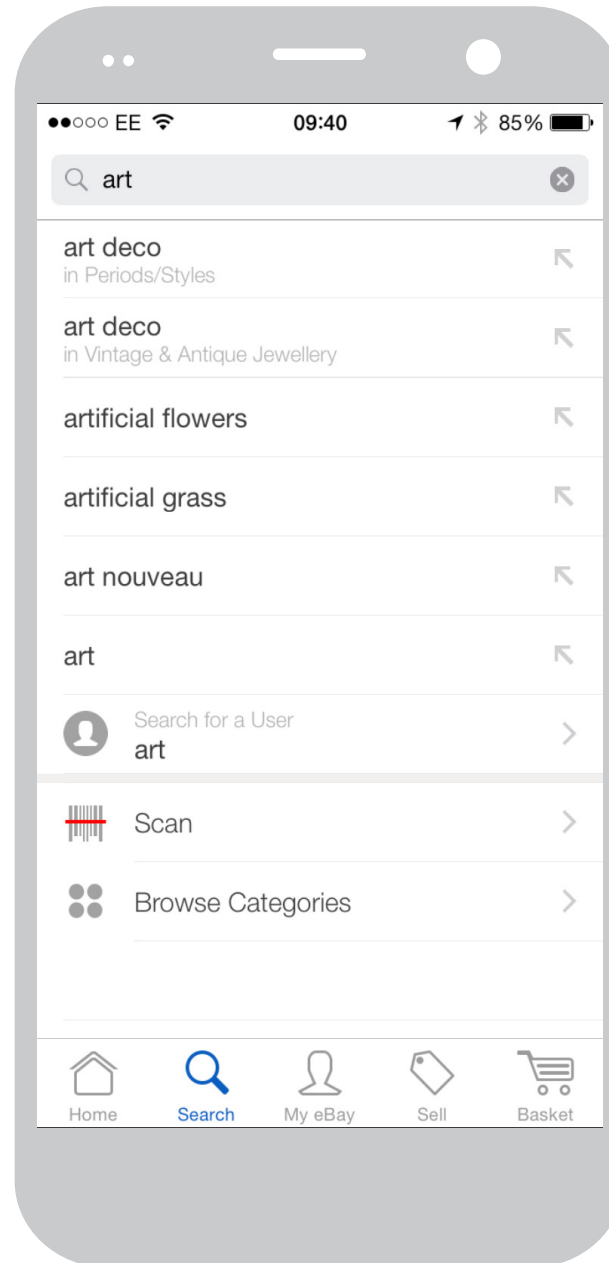 EE 09:40 85%
art
art deco
in Periods/Styles
art deco
in Vintage & Antique Jewellery
artificial flowers
artificial grass
art nouveau
art
Search for a User
art
Scan
Browse Categories
Home Search My eBay Sell Basket